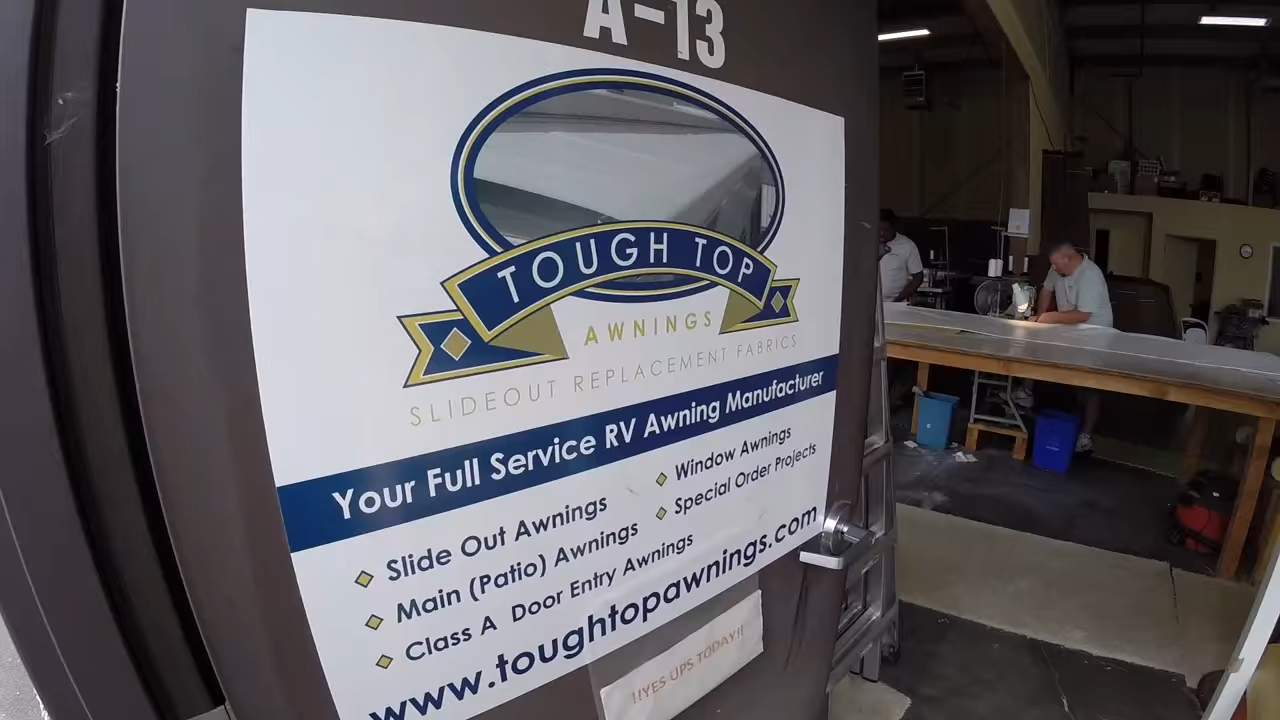 A-13
TOUGH TOP
AWNINGS
SLIDEOUT REPLACEMENT FABRICS
Your Full Service RV Awning Manufacturer
Slide Out Awnings
Main (Patio) Awnings
Class A Door Entry Awnings
Window Awnings
Special Order Projects
www.toughtopawnings.com
!!YES UPS TODAY!!